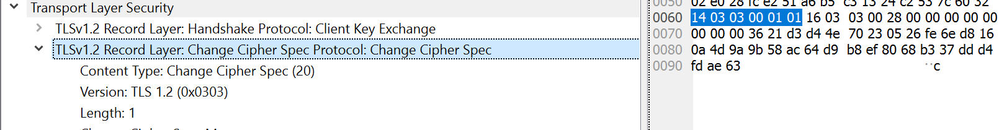 Transport Layer Security
TLSv1.2 Record Layer: Handshake Protocol: Client Key Exchange
TLSv1.2 Record Layer: Change Cipher Spec Protocol: Change Cipher Spec
Content Type: Change Cipher Spec (20)
Version: TLS 1.2 (0x0303)
Length: 1
0050 02 e0 28 fc e2 51 a6 b5 c3 13 24 c2 53 7c 60 32
0060 14 03 03 00 01 01 16 03 03 00 28 00 00 00 00 00
0070 00 00 00 36 21 d3 d4 4e 70 23 05 26 fe 6e d8 16
0080 0a 4d 9a 9b 58 ac 64 d9 b8 ef 80 68 b3 37 dd d4
0090 fd ae 63 ··c